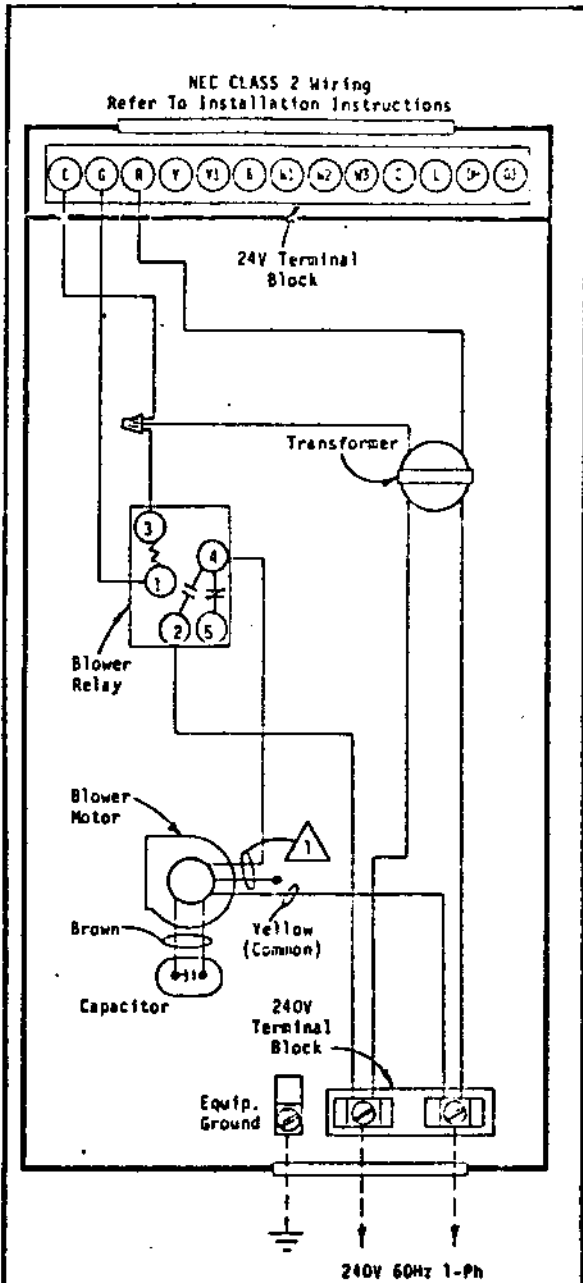 NEC CLASS 2 Wiring
Refer To Installation Instructions
C G R Y Y1 W1 W2 W3 C L
24V Terminal
Block
Transformer
3
4
1
2 5
Blower
Relay
Blower
Motor
1
Brown
Yellow
(Common)
Capacitor
240V
Terminal
Block
Equip.
Ground
240V 60Hz 1-Ph